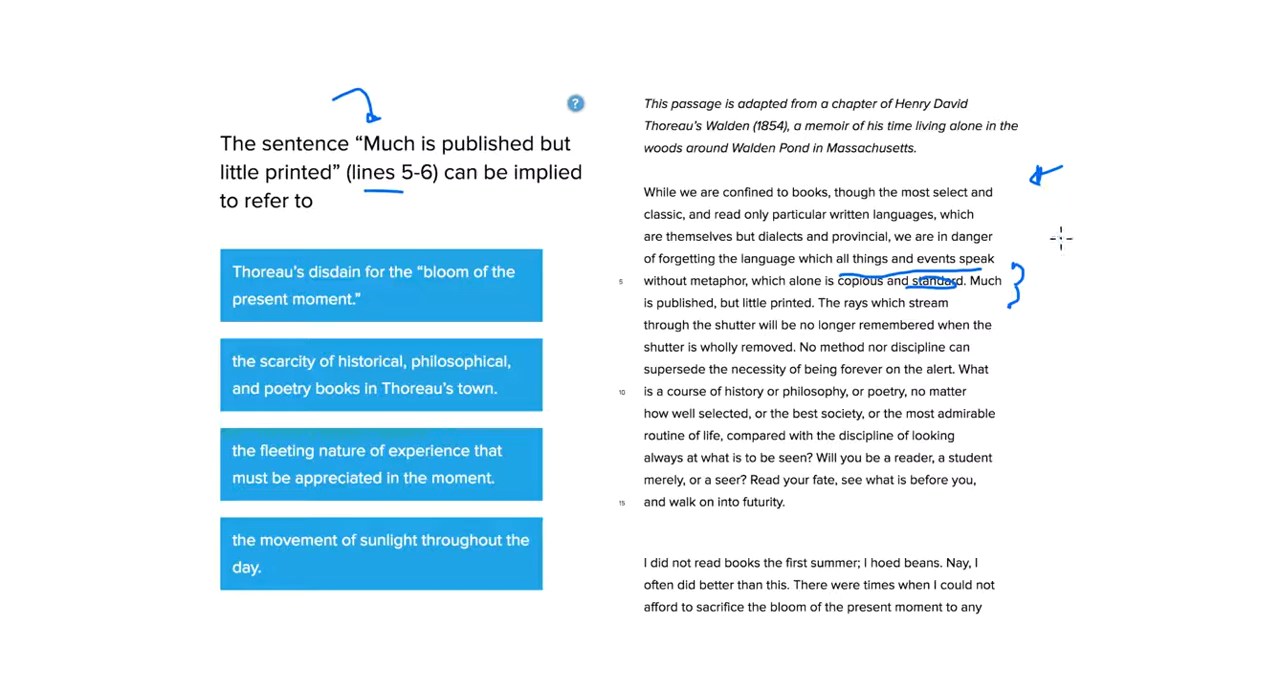 ?
The sentence “Much is published but
little printed” (lines 5-6) can be implied
to refer to
Thoreau’s disdain for the “bloom of the
present moment.”
the scarcity of historical, philosophical,
and poetry books in Thoreau’s town.
the fleeting nature of experience that
must be appreciated in the moment.
the movement of sunlight throughout the
day.
This passage is adapted from a chapter of Henry David
Thoreau’s Walden (1854), a memoir of his time living alone in the
woods around Walden Pond in Massachusetts.
While we are confined to books, though the most select and
classic, and read only particular written languages, which
are themselves but dialects and provincial, we are in danger
of forgetting the language which all things and events speak
5 without metaphor, which alone is copious and standard. Much
is published, but little printed. The rays which stream
through the shutter will be no longer remembered when the
shutter is wholly removed. No method nor discipline can
supersede the necessity of being forever on the alert. What
10 is a course of history or philosophy, or poetry, no matter
how well selected, or the best society, or the most admirable
routine of life, compared with the discipline of looking
always at what is to be seen? Will you be a reader, a student
merely, or a seer? Read your fate, see what is before you,
15 and walk on into futurity.
I did not read books the first summer; I hoed beans. Nay, I
often did better than this. There were times when I could not
afford to sacrifice the bloom of the present moment to any